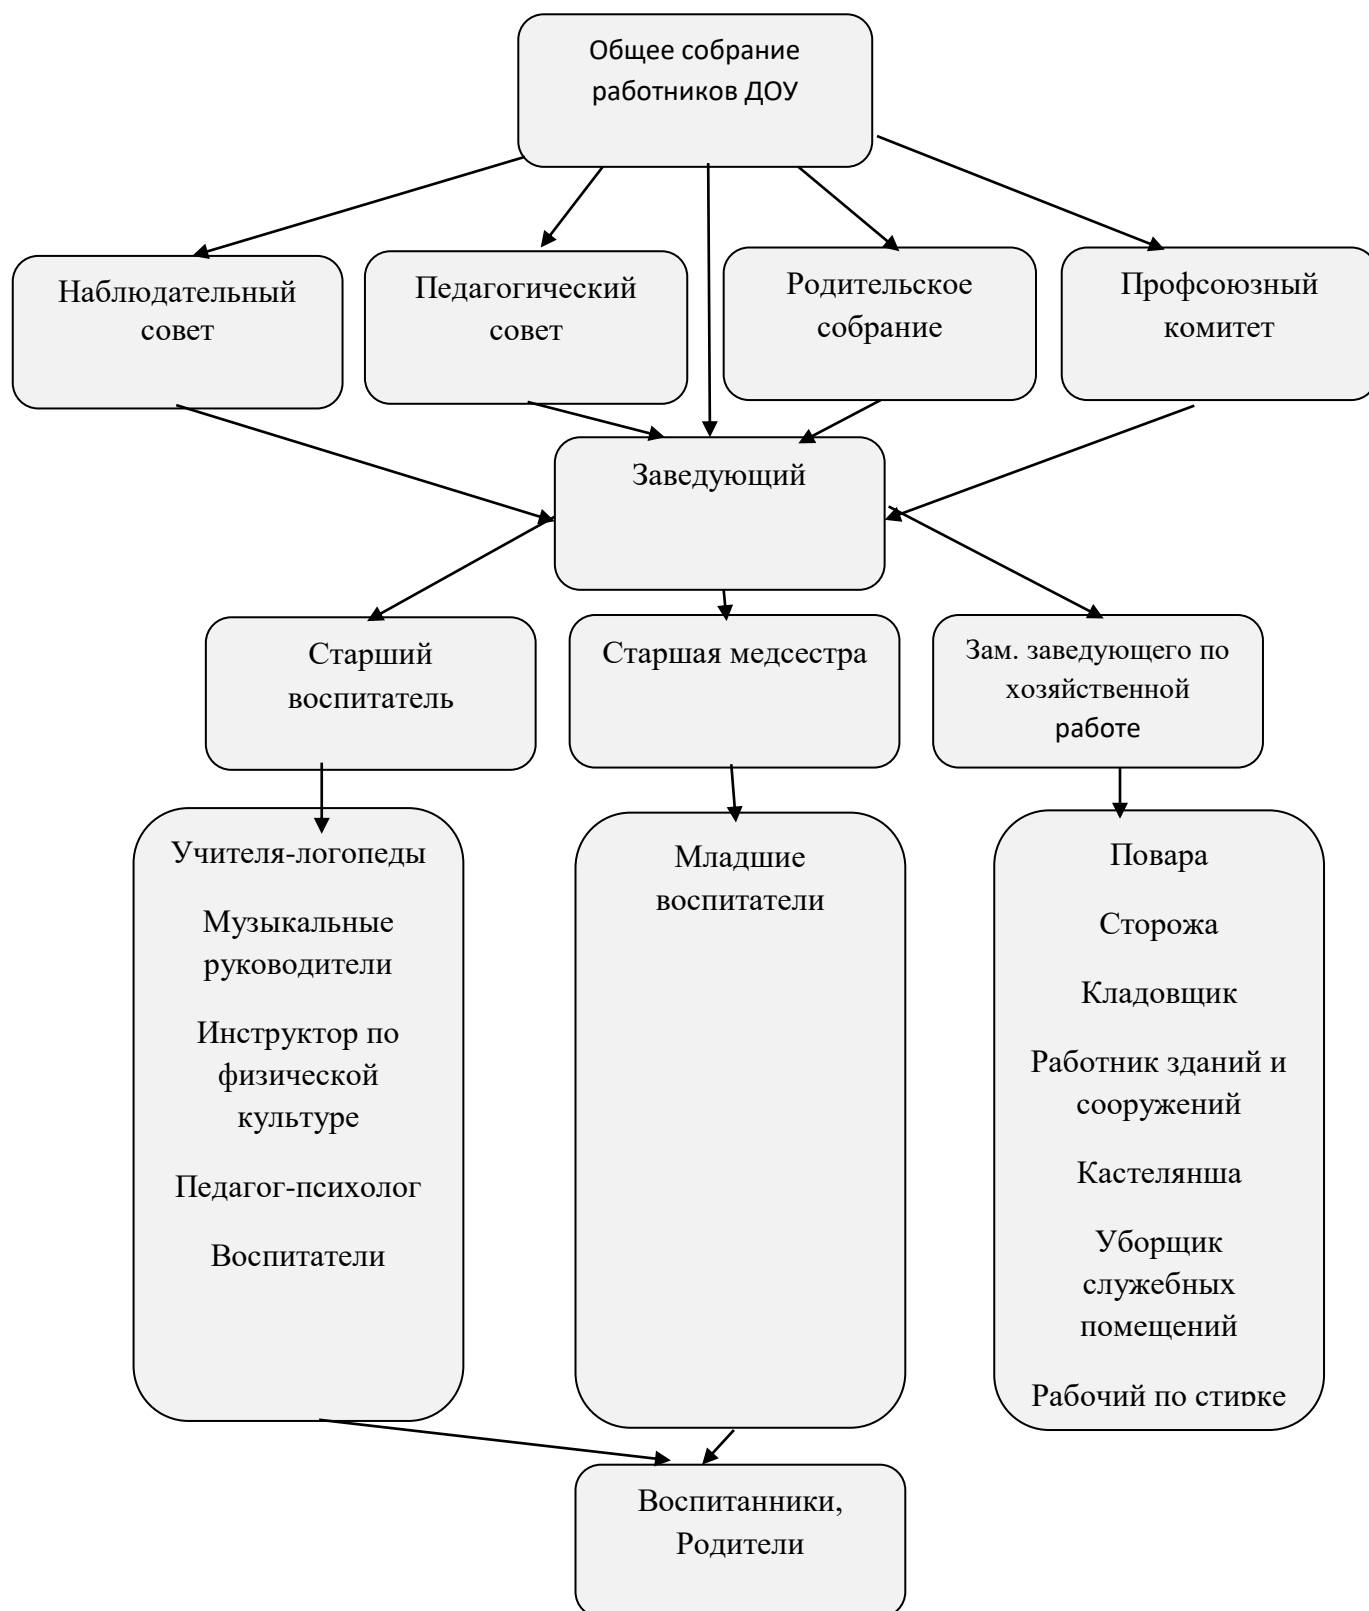 Общее собрание
работников ДОУ
Наблюдательный
совет
Педагогический
совет
Родительское
собрание
Профсоюзный
комитет
Заведующий
Старший
воспитатель
Старшая медсестра
Зам. заведующего по
хозяйственной
работе
Учителя-логопеды
Музыкальные
руководители
Инструктор по
физической
культуре
Педагог-психолог
Воспитатели
Младшие
воспитатели
Повара
Сторожа
Кладовщик
Работник зданий и
сооружений
Кастелянша
Уборщик
служебных
помещений
Рабочий по стирке
Воспитанники,
Родители